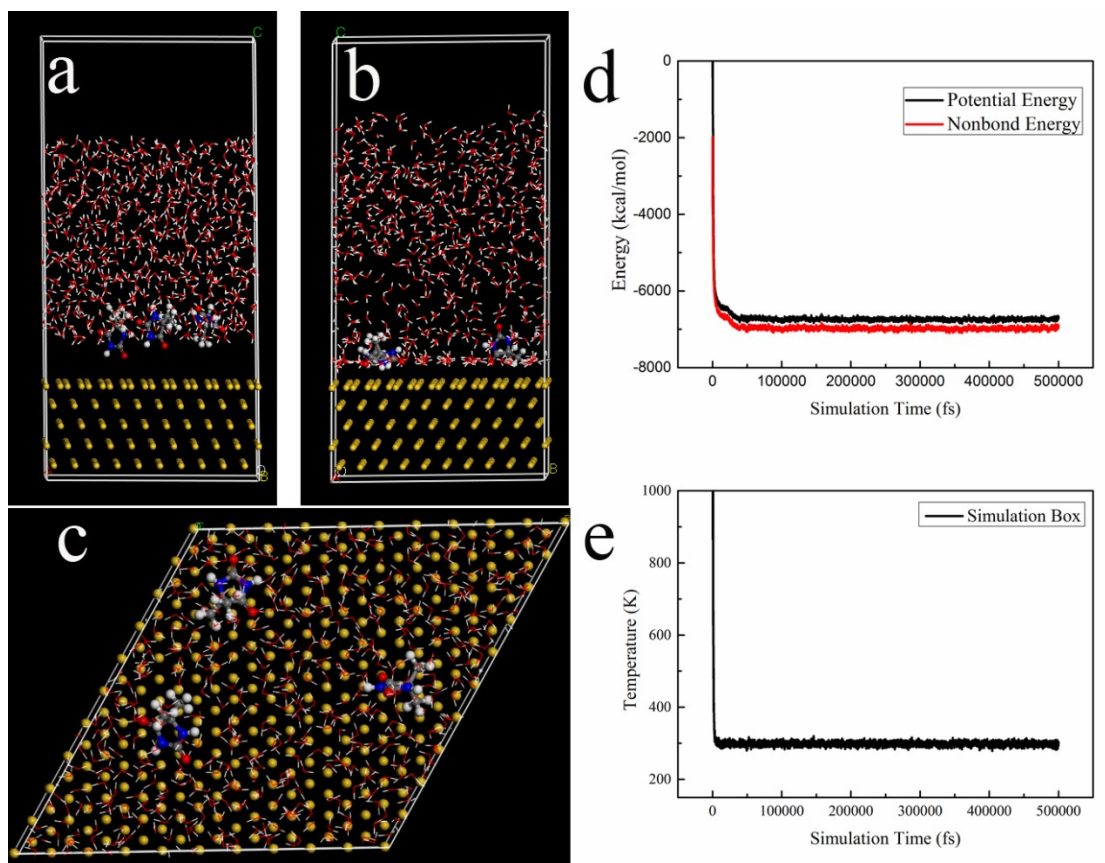 a
C
b
C
B
B
c
d
Potential Energy
Nonbond Energy
0
-2000
-4000
-6000
-8000
Energy (kcal/mol)
0 100000 200000 300000 400000 500000
Simulation Time (fs)
e
Simulation Box
1000
800
600
400
200
Temperature (K)
0 100000 200000 300000 400000 500000
Simulation Time (fs)